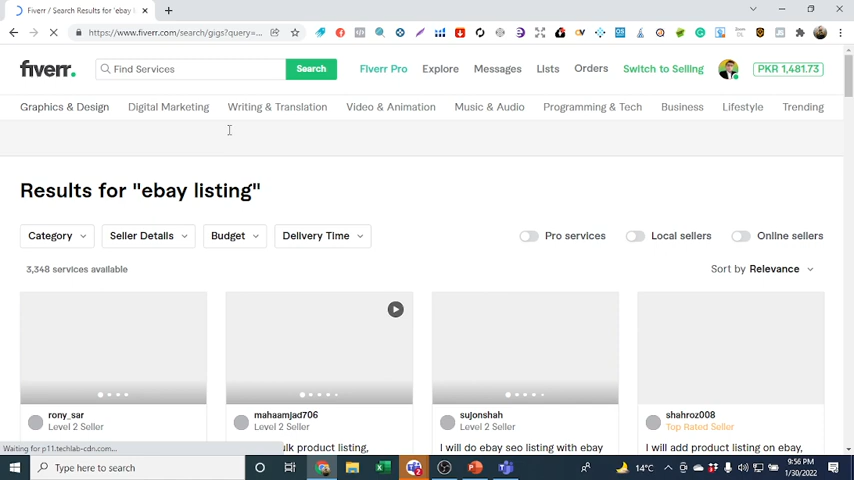 Fiverr / Search Results for 'ebay l
https://www.fiverr.com/search/gigs?query=...
fiverr.
Find Services
Search
Fiverr Pro
Explore
Messages
Lists
Orders
Switch to Selling
PKR 1,481.73
Graphics & Design
Digital Marketing
Writing & Translation
Video & Animation
Music & Audio
Programming & Tech
Business
Lifestyle
Trending
Results for "ebay listing"
Category
Seller Details
Budget
Delivery Time
Pro services
Local sellers
Online sellers
3,348 services available
Sort by Relevance
rony_sar
Level 2 Seller
mahaamjad706
Level 2 Seller
sujonshah
Level 2 Seller
shahroz008
Top Rated Seller
ulk product listing,
I will do ebay seo listing with ebay
I will add product listing on ebay,
Waiting for p11.techlab-cdn.com...
Type here to search
14°C
9:56 PM
1/30/2022